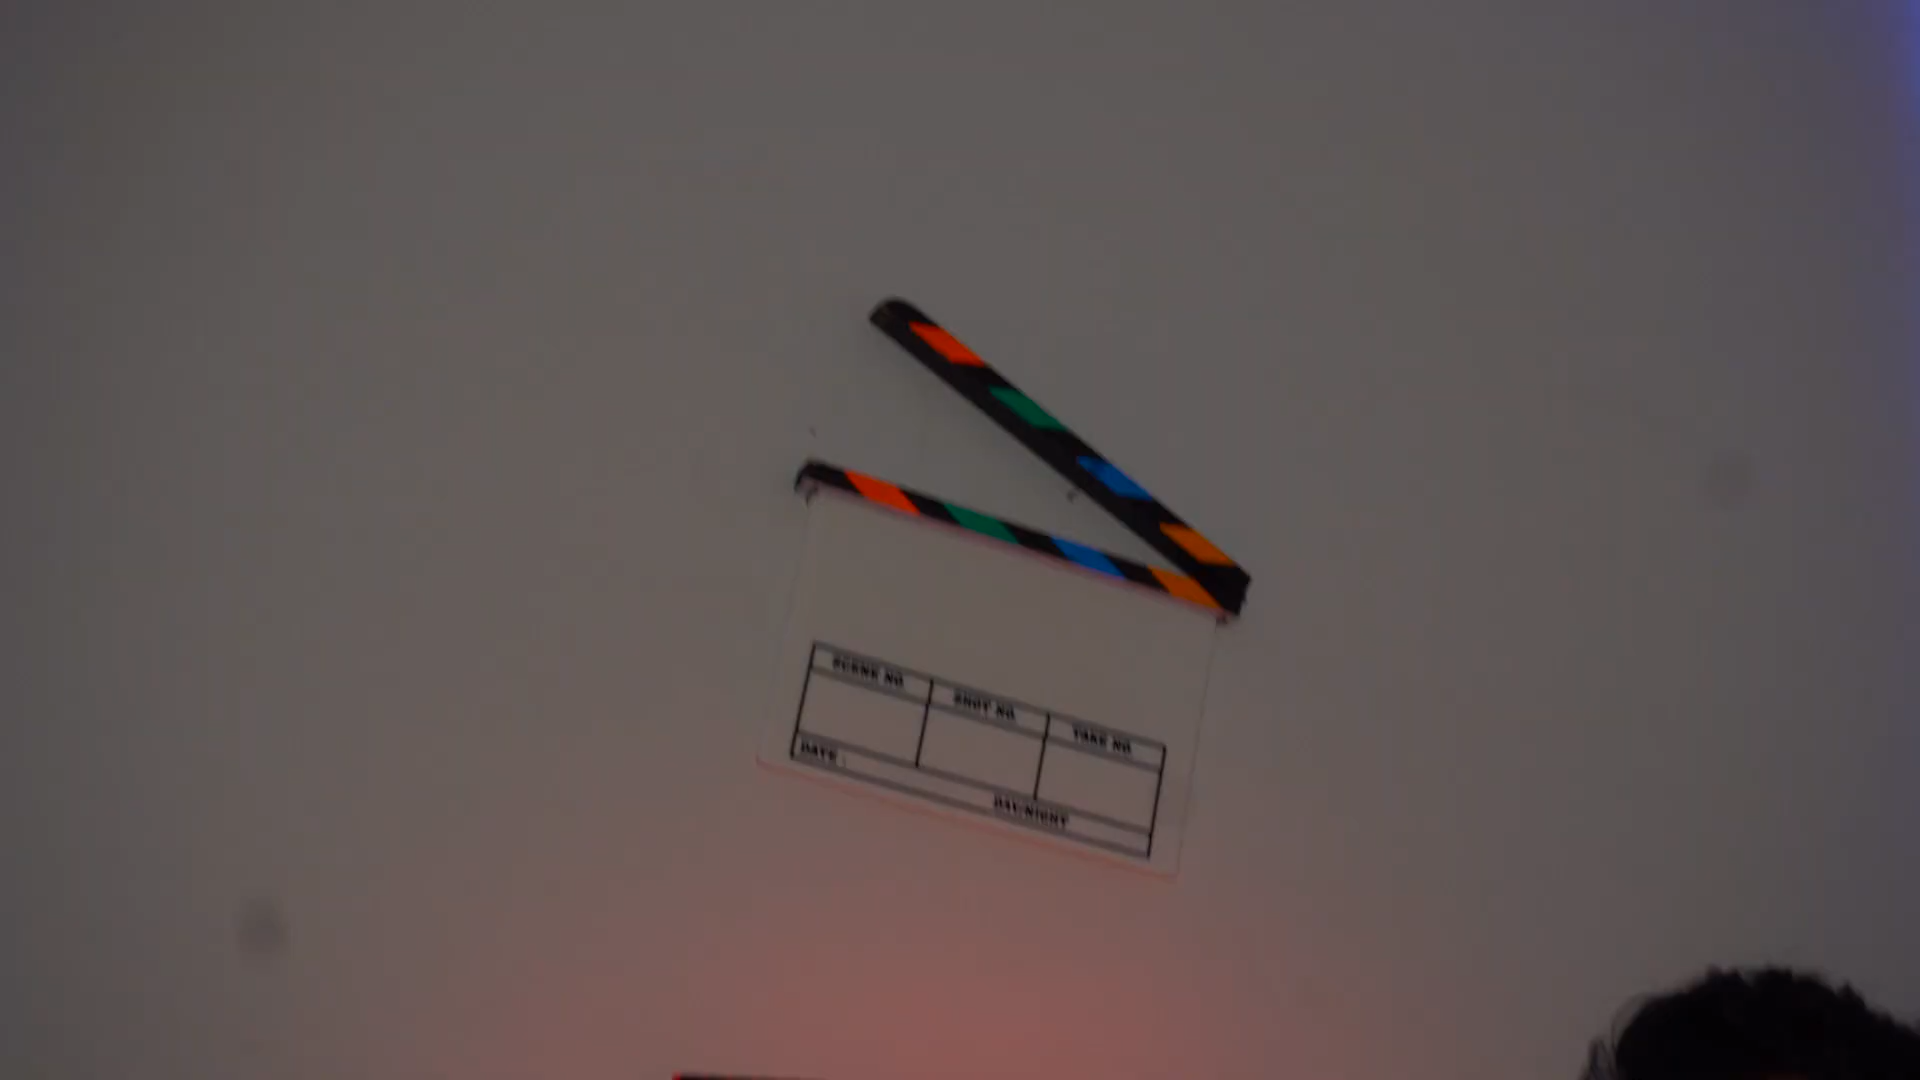 SCENE NO.
SHOT NO.
TAKE NO.
DATE :
DAY-NIGHT